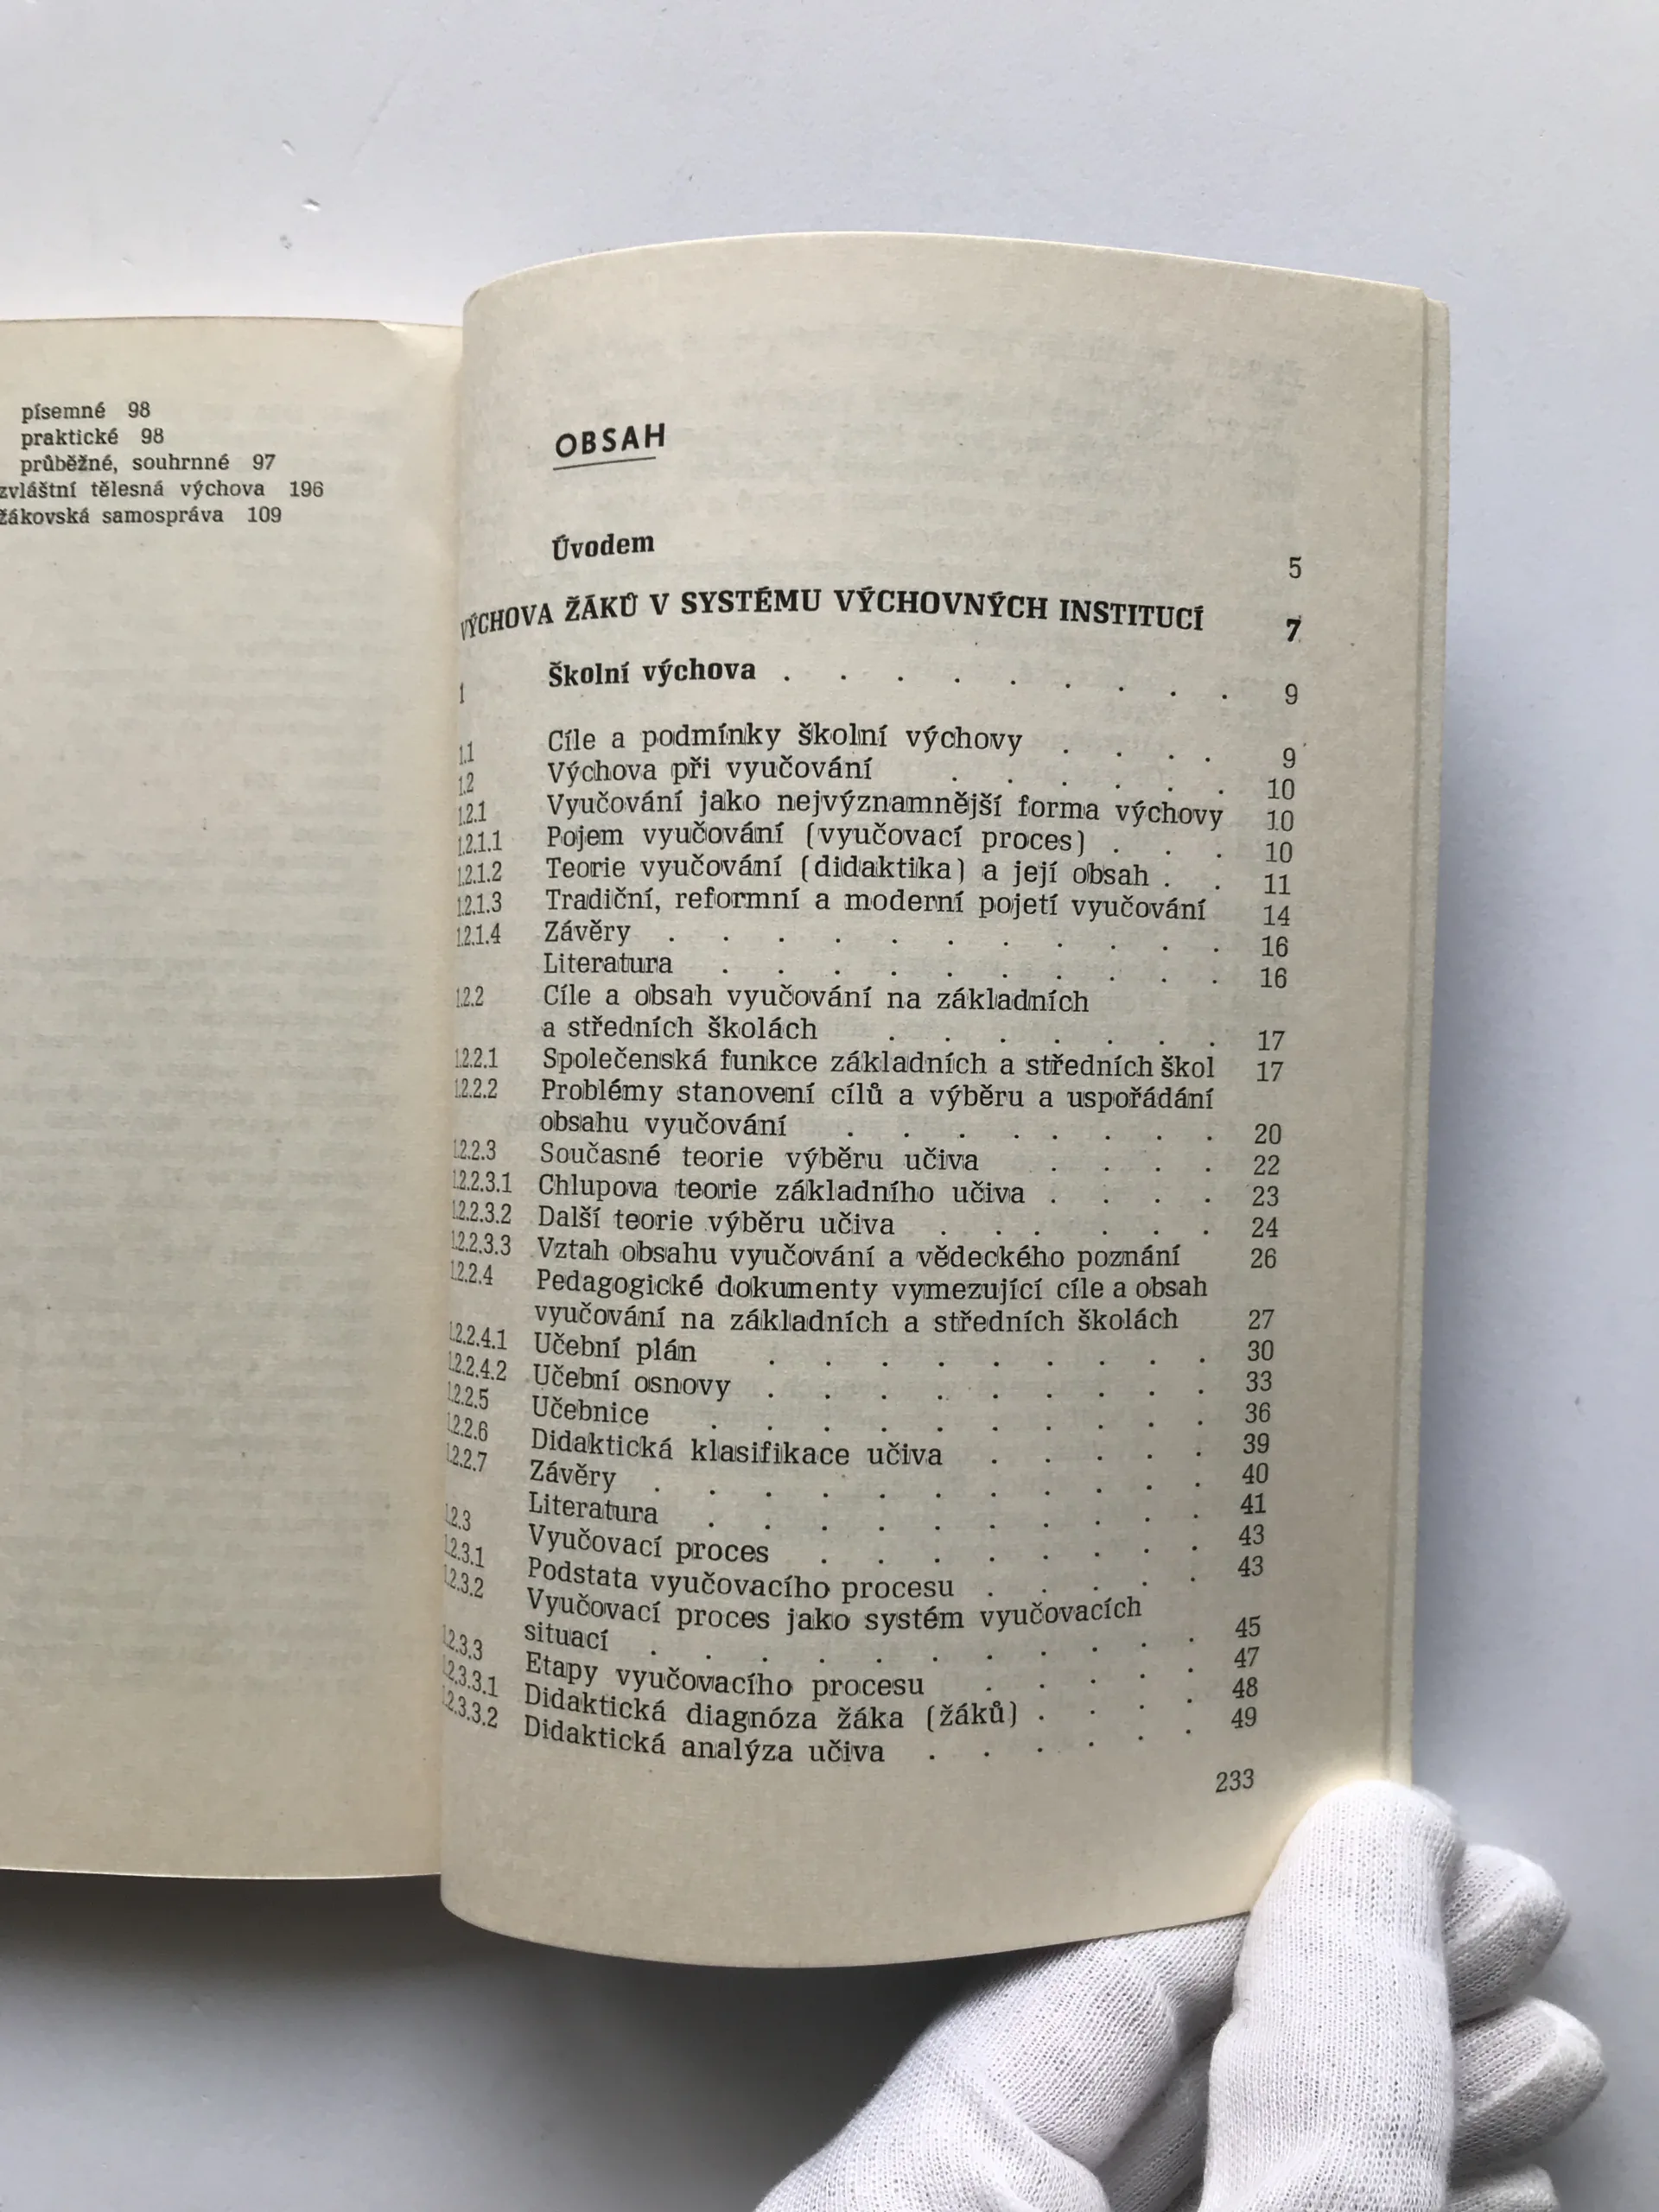 písemné 98
praktické 98
průběžné, souhrnné 97
zvláštní tělesná výchova 196
žákovská samospráva 109
OBSAH
Úvodem 5
VÝCHOVA ŽÁKŮ V SYSTÉMU VÝCHOVNÝCH INSTITUCÍ 7
1 Školní výchova . . . . . . . . . 9
1.1 Cíle a podmínky školní výchovy . . . . 9
1.2 Výchova při vyučování . . . . . . 10
1.2.1 Vyučování jako nejvýznamnější forma výchovy 10
1.2.1.1 Pojem vyučování (vyučovací proces) . . . 10
1.2.1.2 Teorie vyučování (didaktika) a její obsah . . 11
1.2.1.3 Tradiční, reformní a moderní pojetí vyučování 14
1.2.1.4 Závěry . . . . . . . . . . . 16
Literatura . . . . . . . . . . 16
1.2.2 Cíle a obsah vyučování na základních
a středních školách . . . . . . . 17
1.2.2.1 Společenská funkce základních a středních škol 17
1.2.2.2 Problémy stanovení cílů a výběru a uspořádání
obsahu vyučování . . . . . . . 20
1.2.2.3 Současné teorie výběru učiva . . . . 22
1.2.2.3.1 Chlupova teorie základního učiva . . . . 23
1.2.2.3.2 Další teorie výběru učiva . . . . . . 24
1.2.2.3.3 Vztah obsahu vyučování a vědeckého poznání 26
1.2.2.4 Pedagogické dokumenty vymezující cíle a obsah
vyučování na základních a středních školách 27
1.2.2.4.1 Učební plán . . . . . . . . . 30
1.2.2.4.2 Učební osnovy . . . . . . . . . 33
1.2.2.5 Učebnice . . . . . . . . . . 36
1.2.2.6 Didaktická klasifikace učiva . . . . . 39
1.2.2.7 Závěry . . . . . . . . . . . 40
Literatura . . . . . . . . . . 41
1.2.3 Vyučovací proces . . . . . . . . 43
1.2.3.1 Podstata vyučovacího procesu . . . . . 43
1.2.3.2 Vyučovací proces jako systém vyučovacích
situací . . . . . . . . . . . 45
1.2.3.3 Etapy vyučovacího procesu . . . . . 47
1.2.3.3.1 Didaktická diagnóza žáka (žáků) . . . . 48
1.2.3.3.2 Didaktická analýza učiva . . . . . . 49
233